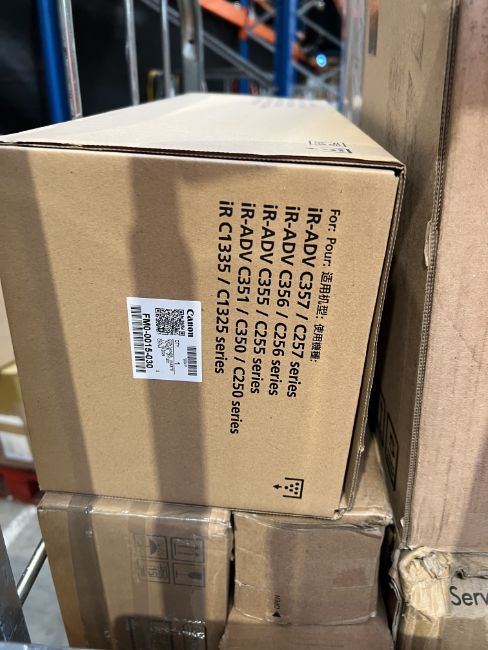 For: Pour: 适用机型: 使用機種:
iR-ADV C357 / C257 series
iR-ADV C356 / C256 series
iR-ADV C355 / C255 series
iR-ADV C351 / C350 / C250 series
iR C1335 / C1325 series
Canon
FM0-0015-030
Serv